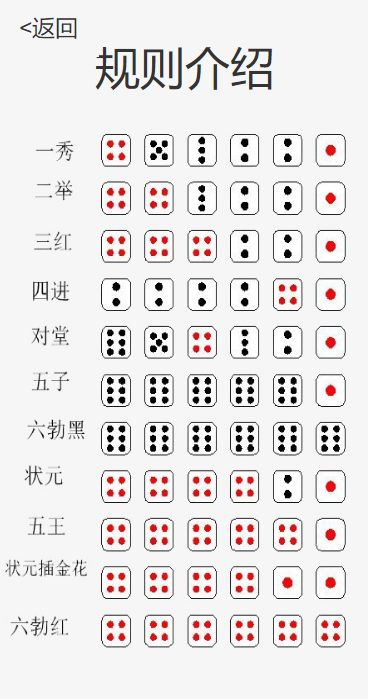 <返回
规则介绍
一秀
二举
三红
四进
对堂
五子
六勃黑
状元
五王
状元插金花
六勃红